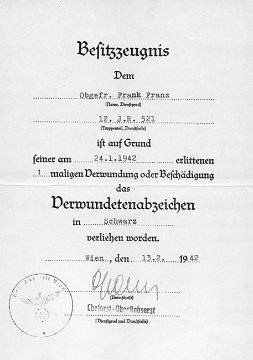 Besitzzeugnis
Dem
Obgefr. Frank Franz
(Name, Dienstgrad)
12. J.R. 521
(Truppenteil, Dienststelle)
ist auf Grund
seiner am 24.1.1942 erlittenen
1 maligen Verwundung oder Beschädigung
das
Verwundetenabzeichen
in Schwarz
verliehen worden.
Wien, den 13.2. 1942
(Unterschrift)
Chefarzt-Oberstabsarzt
(Dienstgrad und Dienststelle)